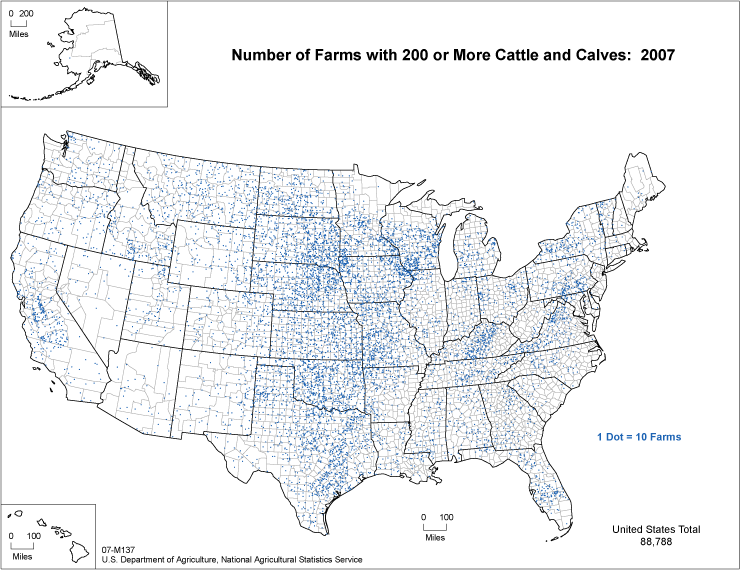 0 200
Miles
Number of Farms with 200 or More Cattle and Calves: 2007
1 Dot = 10 Farms
0 100
Miles
0 100
Miles
United States Total
88,788
07-M137
U.S. Department of Agriculture, National Agricultural Statistics Service